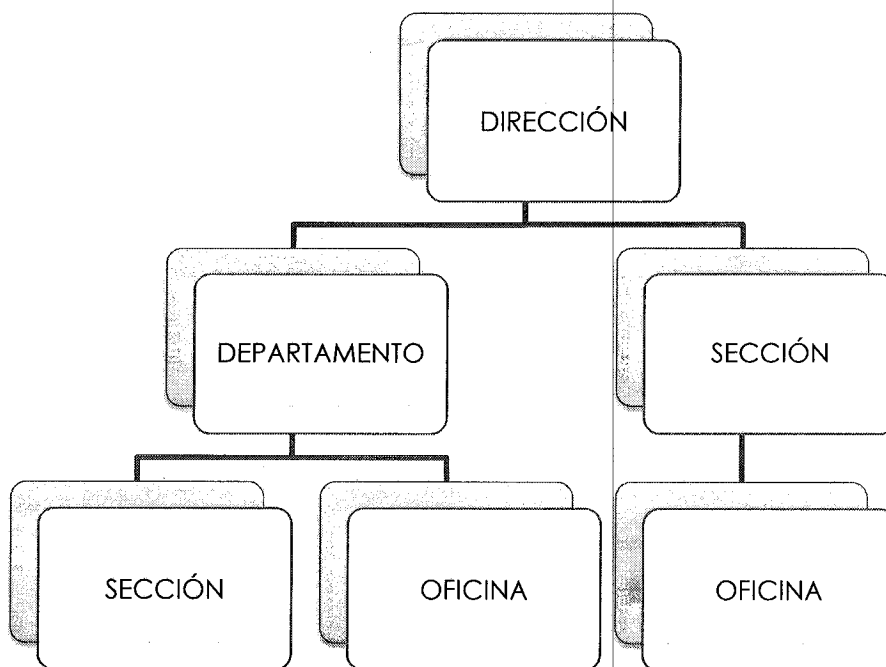 DIRECCIÓN
DEPARTAMENTO
SECCIÓN
SECCIÓN
OFICINA
OFICINA